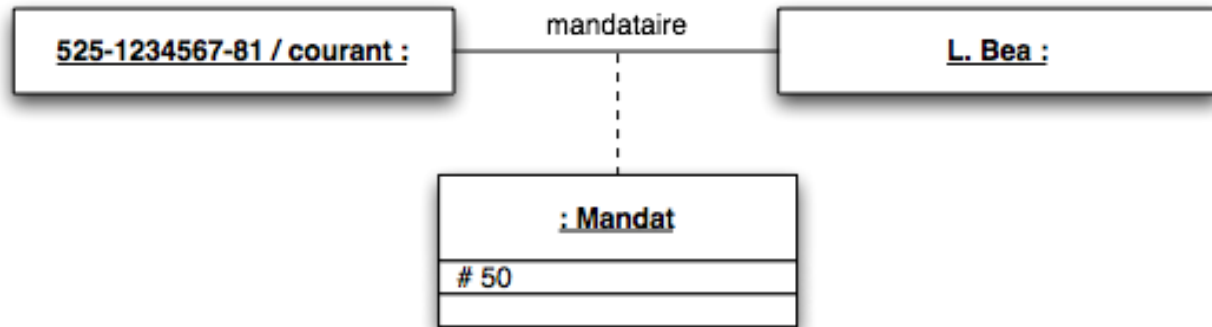 mandataire
525-1234567-81 / courant :
L. Bea :
: Mandat
# 50